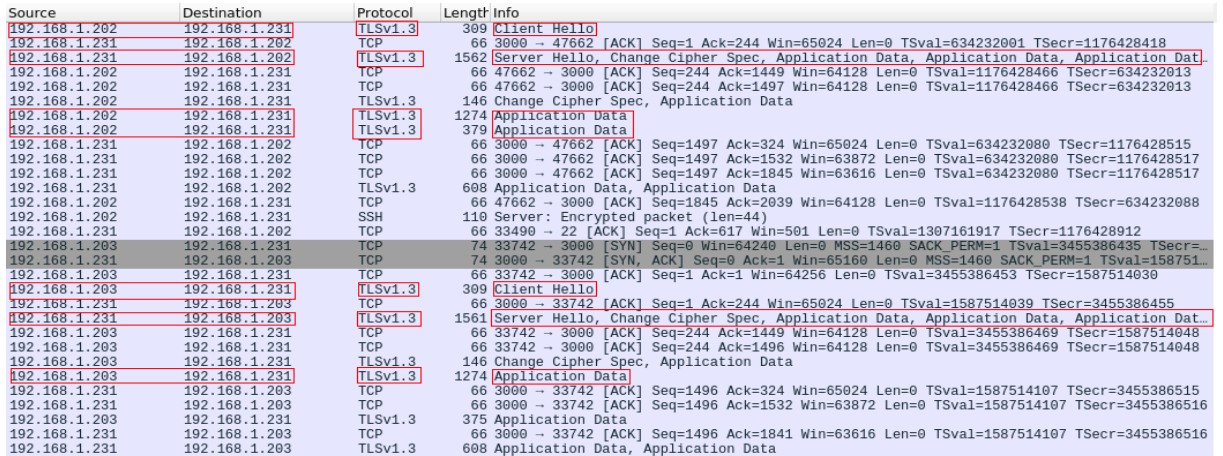 Source Destination Protocol Length Info
192.168.1.202 192.168.1.231 TLSv1.3 309 Client Hello
192.168.1.231 192.168.1.202 TCP 66 3000 → 47662 [ACK] Seq=1 Ack=244 Win=65024 Len=0 TSval=634232001 TSecr=1176428418
192.168.1.231 192.168.1.202 TLSv1.3 1562 Server Hello, Change Cipher Spec, Application Data, Application Data, Application Dat…
192.168.1.202 192.168.1.231 TCP 66 47662 → 3000 [ACK] Seq=244 Ack=1449 Win=64128 Len=0 TSval=1176428466 TSecr=634232013
192.168.1.202 192.168.1.231 TCP 66 47662 → 3000 [ACK] Seq=244 Ack=1497 Win=64128 Len=0 TSval=1176428466 TSecr=634232013
192.168.1.202 192.168.1.231 TLSv1.3 146 Change Cipher Spec, Application Data
192.168.1.202 192.168.1.231 TLSv1.3 1274 Application Data
192.168.1.202 192.168.1.231 TLSv1.3 379 Application Data
192.168.1.231 192.168.1.202 TCP 66 3000 → 47662 [ACK] Seq=1497 Ack=324 Win=65024 Len=0 TSval=634232080 TSecr=1176428515
192.168.1.231 192.168.1.202 TCP 66 3000 → 47662 [ACK] Seq=1497 Ack=1532 Win=63872 Len=0 TSval=634232080 TSecr=1176428517
192.168.1.231 192.168.1.202 TCP 66 3000 → 47662 [ACK] Seq=1497 Ack=1845 Win=63616 Len=0 TSval=634232080 TSecr=1176428517
192.168.1.231 192.168.1.202 TLSv1.3 608 Application Data, Application Data
192.168.1.202 192.168.1.231 TCP 66 47662 → 3000 [ACK] Seq=1845 Ack=2039 Win=64128 Len=0 TSval=1176428538 TSecr=634232088
192.168.1.202 192.168.1.231 SSH 110 Server: Encrypted packet (len=44)
192.168.1.231 192.168.1.202 TCP 66 33490 → 22 [ACK] Seq=1 Ack=617 Win=501 Len=0 TSval=1307161917 TSecr=1176428912
192.168.1.203 192.168.1.231 TCP 74 33742 → 3000 [SYN] Seq=0 Win=64240 Len=0 MSS=1460 SACK_PERM=1 TSval=3455386435 TSecr=…
192.168.1.231 192.168.1.203 TCP 74 3000 → 33742 [SYN, ACK] Seq=0 Ack=1 Win=65160 Len=0 MSS=1460 SACK_PERM=1 TSval=158751…
192.168.1.203 192.168.1.231 TCP 66 33742 → 3000 [ACK] Seq=1 Ack=1 Win=64256 Len=0 TSval=3455386453 TSecr=1587514030
192.168.1.203 192.168.1.231 TLSv1.3 309 Client Hello
192.168.1.231 192.168.1.203 TCP 66 3000 → 33742 [ACK] Seq=1 Ack=244 Win=65024 Len=0 TSval=1587514039 TSecr=3455386455
192.168.1.231 192.168.1.203 TLSv1.3 1561 Server Hello, Change Cipher Spec, Application Data, Application Data, Application Dat…
192.168.1.203 192.168.1.231 TCP 66 33742 → 3000 [ACK] Seq=244 Ack=1449 Win=64128 Len=0 TSval=3455386469 TSecr=1587514048
192.168.1.203 192.168.1.231 TCP 66 33742 → 3000 [ACK] Seq=244 Ack=1496 Win=64128 Len=0 TSval=3455386469 TSecr=1587514048
192.168.1.203 192.168.1.231 TLSv1.3 146 Change Cipher Spec, Application Data
192.168.1.203 192.168.1.231 TLSv1.3 1274 Application Data
192.168.1.231 192.168.1.203 TCP 66 3000 → 33742 [ACK] Seq=1496 Ack=324 Win=65024 Len=0 TSval=1587514107 TSecr=3455386515
192.168.1.231 192.168.1.203 TCP 66 3000 → 33742 [ACK] Seq=1496 Ack=1532 Win=63872 Len=0 TSval=1587514107 TSecr=3455386516
192.168.1.203 192.168.1.231 TLSv1.3 375 Application Data
192.168.1.231 192.168.1.203 TCP 66 3000 → 33742 [ACK] Seq=1496 Ack=1841 Win=63616 Len=0 TSval=1587514107 TSecr=3455386516
192.168.1.231 192.168.1.203 TLSv1.3 608 Application Data, Application Data